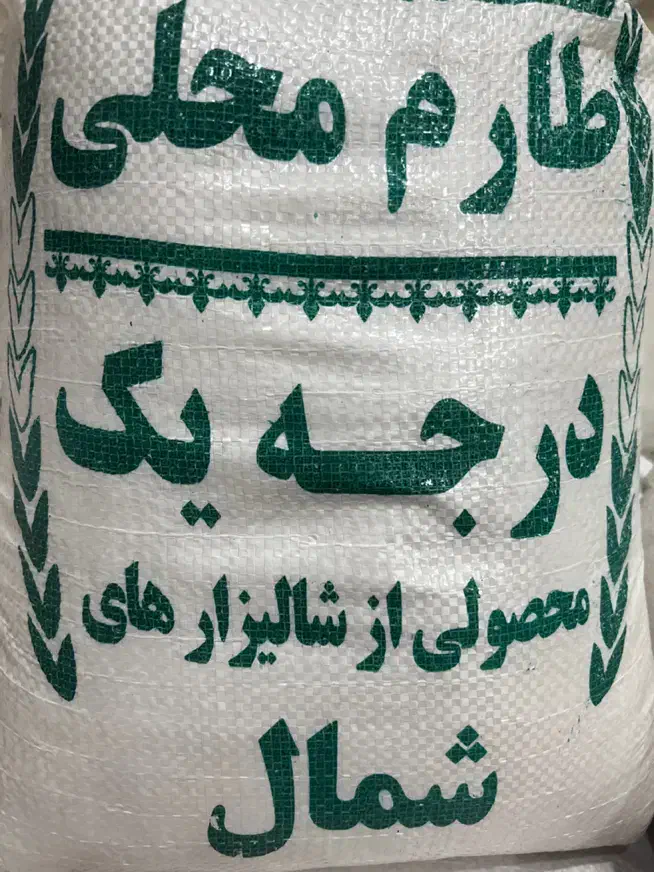 طارم محلی
درجه یک
محصولی از شالیزار های
شمال